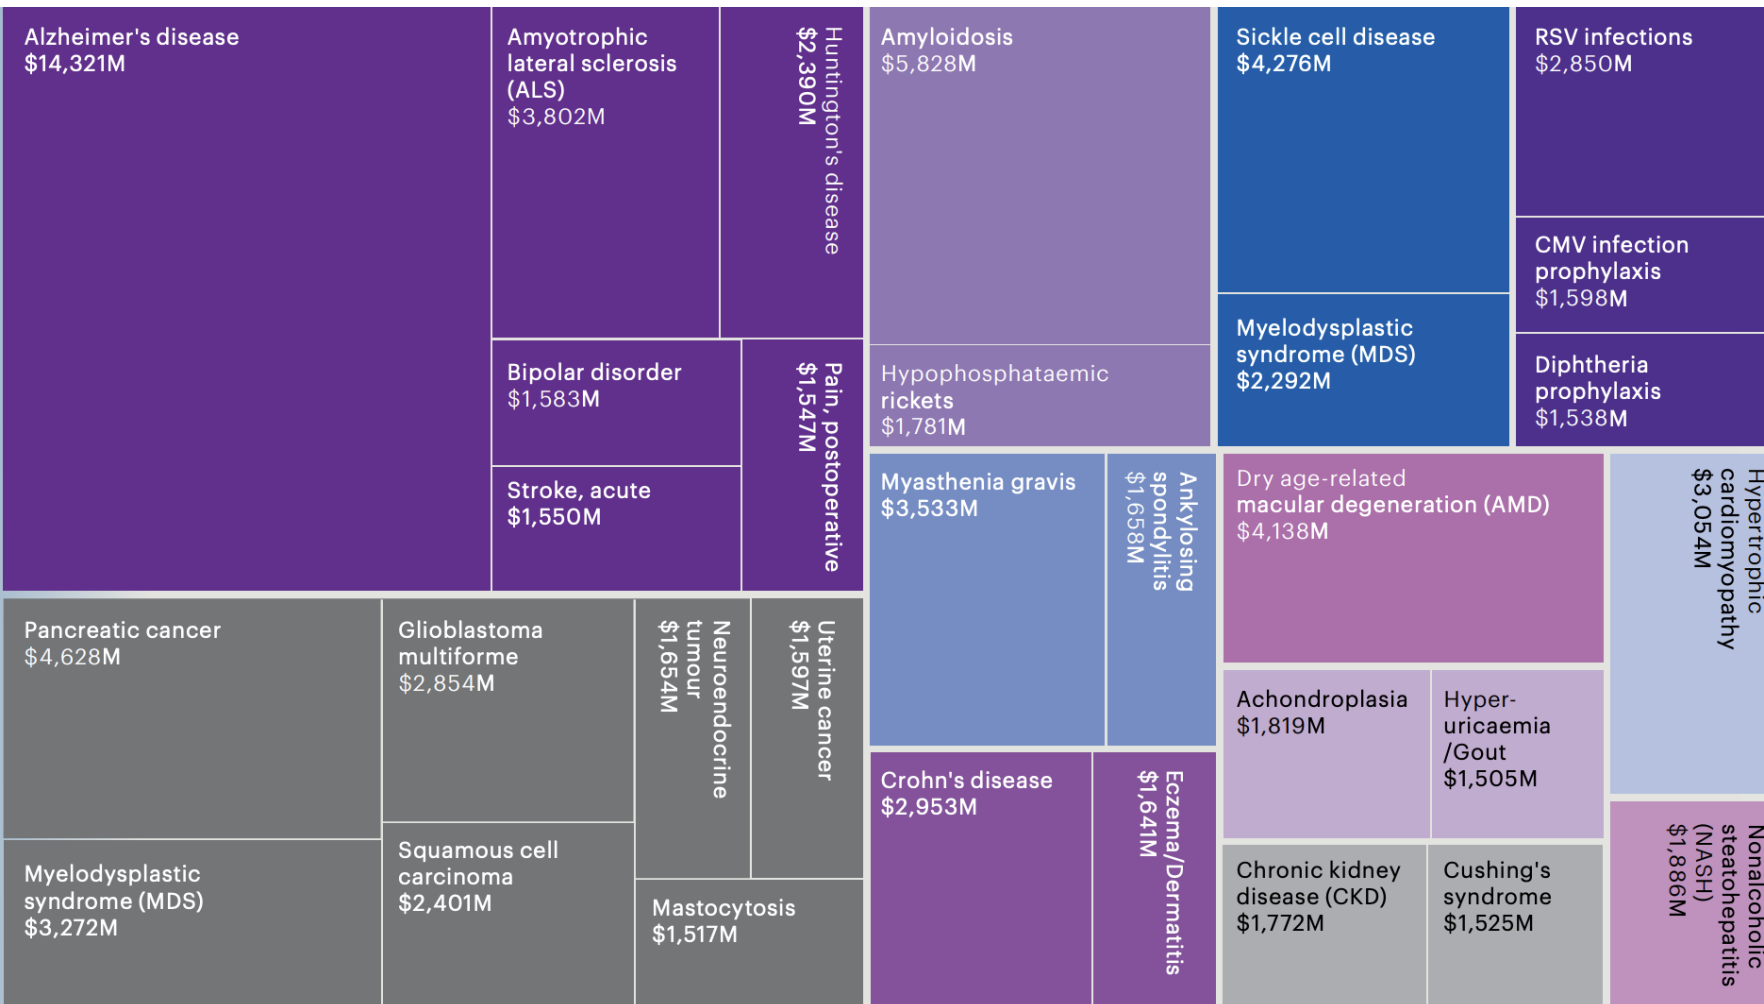 Alzheimer's disease
$14,321M
Amyotrophic
lateral sclerosis
(ALS)
$3,802M
Huntington's disease
$2,390M
Bipolar disorder
$1,583M
Stroke, acute
$1,550M
Pain, postoperative
$1,547M
Amyloidosis
$5,828M
Hypophosphataemic
rickets
$1,781M
Sickle cell disease
$4,276M
Myelodysplastic
syndrome (MDS)
$2,292M
RSV infections
$2,850M
CMV infection
prophylaxis
$1,598M
Diphtheria
prophylaxis
$1,538M
Pancreatic cancer
$4,628M
Myelodysplastic
syndrome (MDS)
$3,272M
Glioblastoma
multiforme
$2,854M
Squamous cell
carcinoma
$2,401M
Neuroendocrine
tumour
$1,654M
Uterine cancer
$1,597M
Mastocytosis
$1,517M
Myasthenia gravis
$3,533M
Ankylosing
spondylitis
$1,658M
Crohn's disease
$2,953M
Eczema/Dermatitis
$1,641M
Dry age-related
macular degeneration (AMD)
$4,138M
Achondroplasia
$1,819M
Hyper-
uricaemia
/Gout
$1,505M
Chronic kidney
disease (CKD)
$1,772M
Cushing's
syndrome
$1,525M
Hypertrophic
cardiomyopathy
$3,054M
Nonalcoholic
steatohepatitis
(NASH)
$1,886M